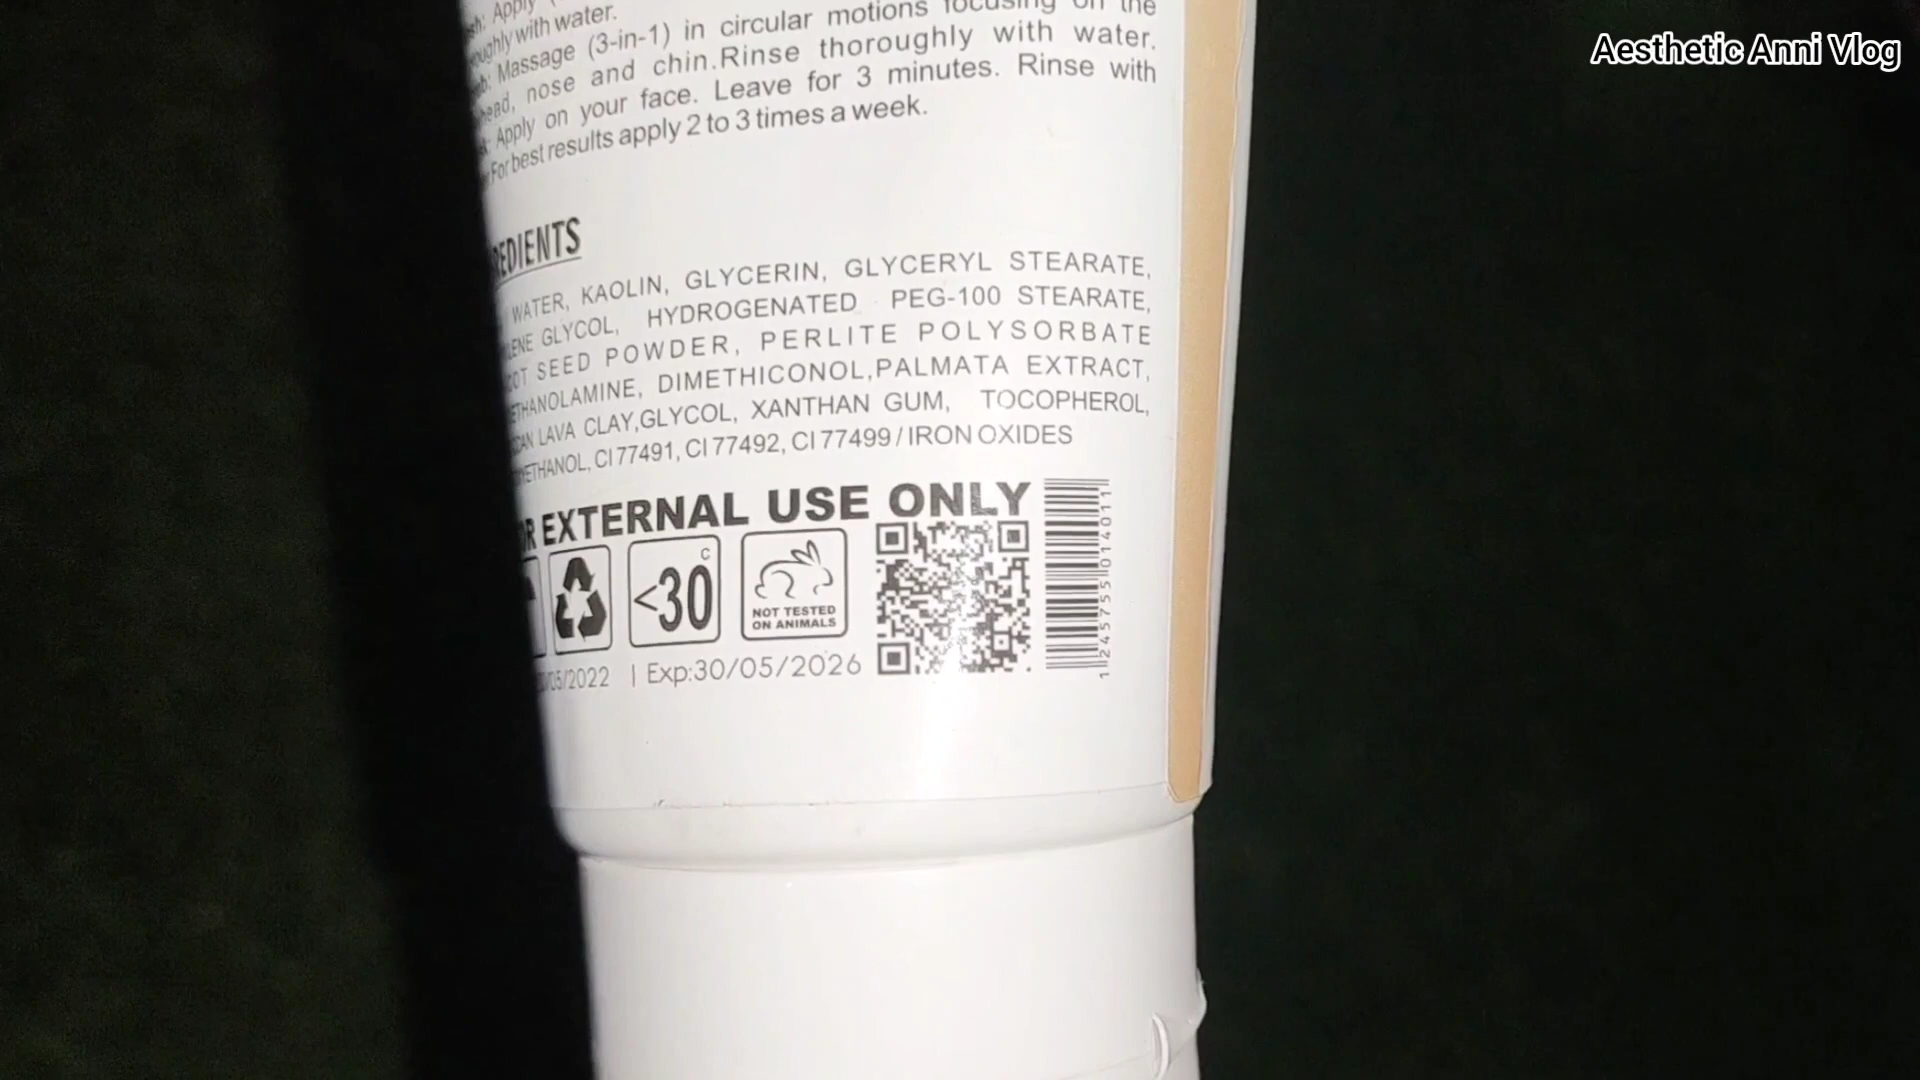 Aesthetic Anni Vlog
Apply
with water.
Massage (3-in-1) in circular motions focusing on the
nose and chin.Rinse thoroughly with water.
Apply on your face. Leave for 3 minutes. Rinse with
For best results apply 2 to 3 times a week.
WATER, KAOLIN, GLYCERIN, GLYCERYL STEARATE,
GLYCOL, HYDROGENATED PEG-100 STEARATE,
SEED POWDER, PERLITE POLYSORBATE
DIMETHICONOL,PALMATA EXTRACT,
LAVA CLAY,GLYCOL, XANTHAN GUM, TOCOPHEROL,
CI 77491, CI 77492, CI 77499 / IRON OXIDES
EXTERNAL USE ONLY
<30
C
NOT TESTED
ON ANIMALS
/05/2022 | Exp:30/05/2026
1245755014011